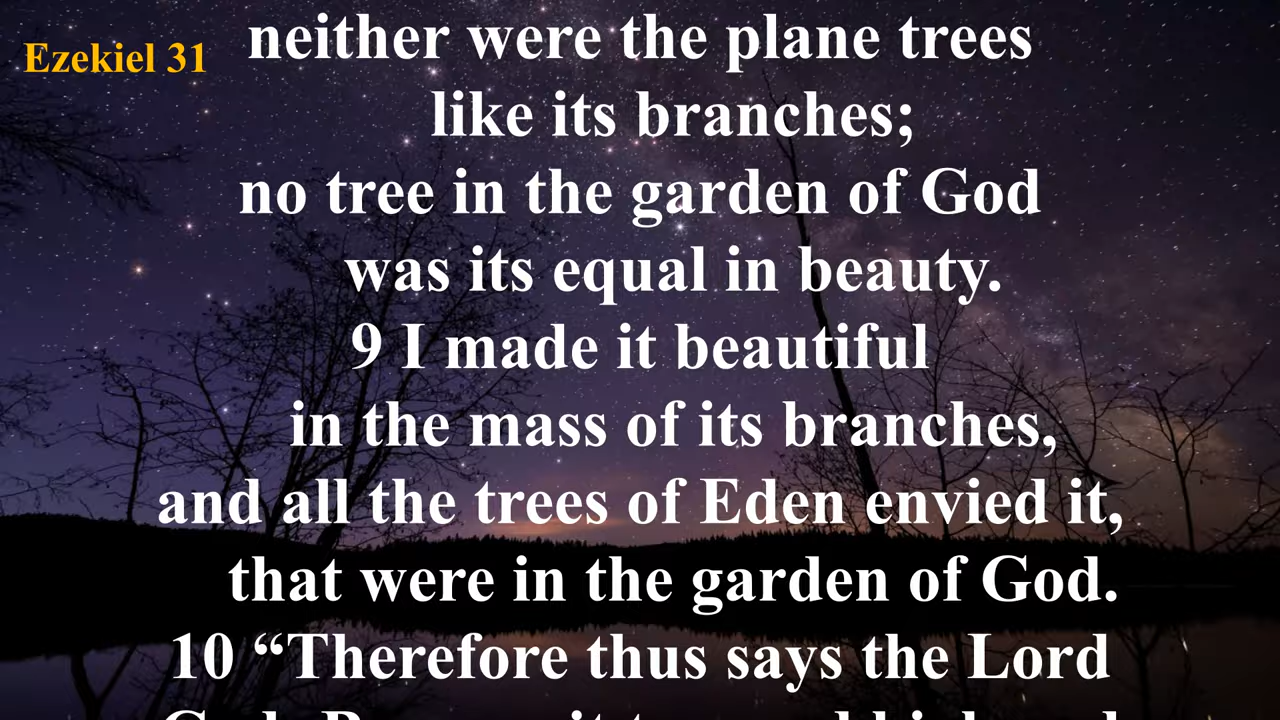 Ezekiel 31
neither were the plane trees
like its branches;
no tree in the garden of God
was its equal in beauty.
9 I made it beautiful
in the mass of its branches,
and all the trees of Eden envied it,
that were in the garden of God.
10 “Therefore thus says the Lord